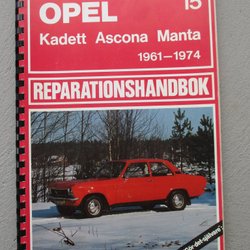 OPEL
15
Kadett Ascona Manta
1961—1974
REPARATIONSHANDBOK